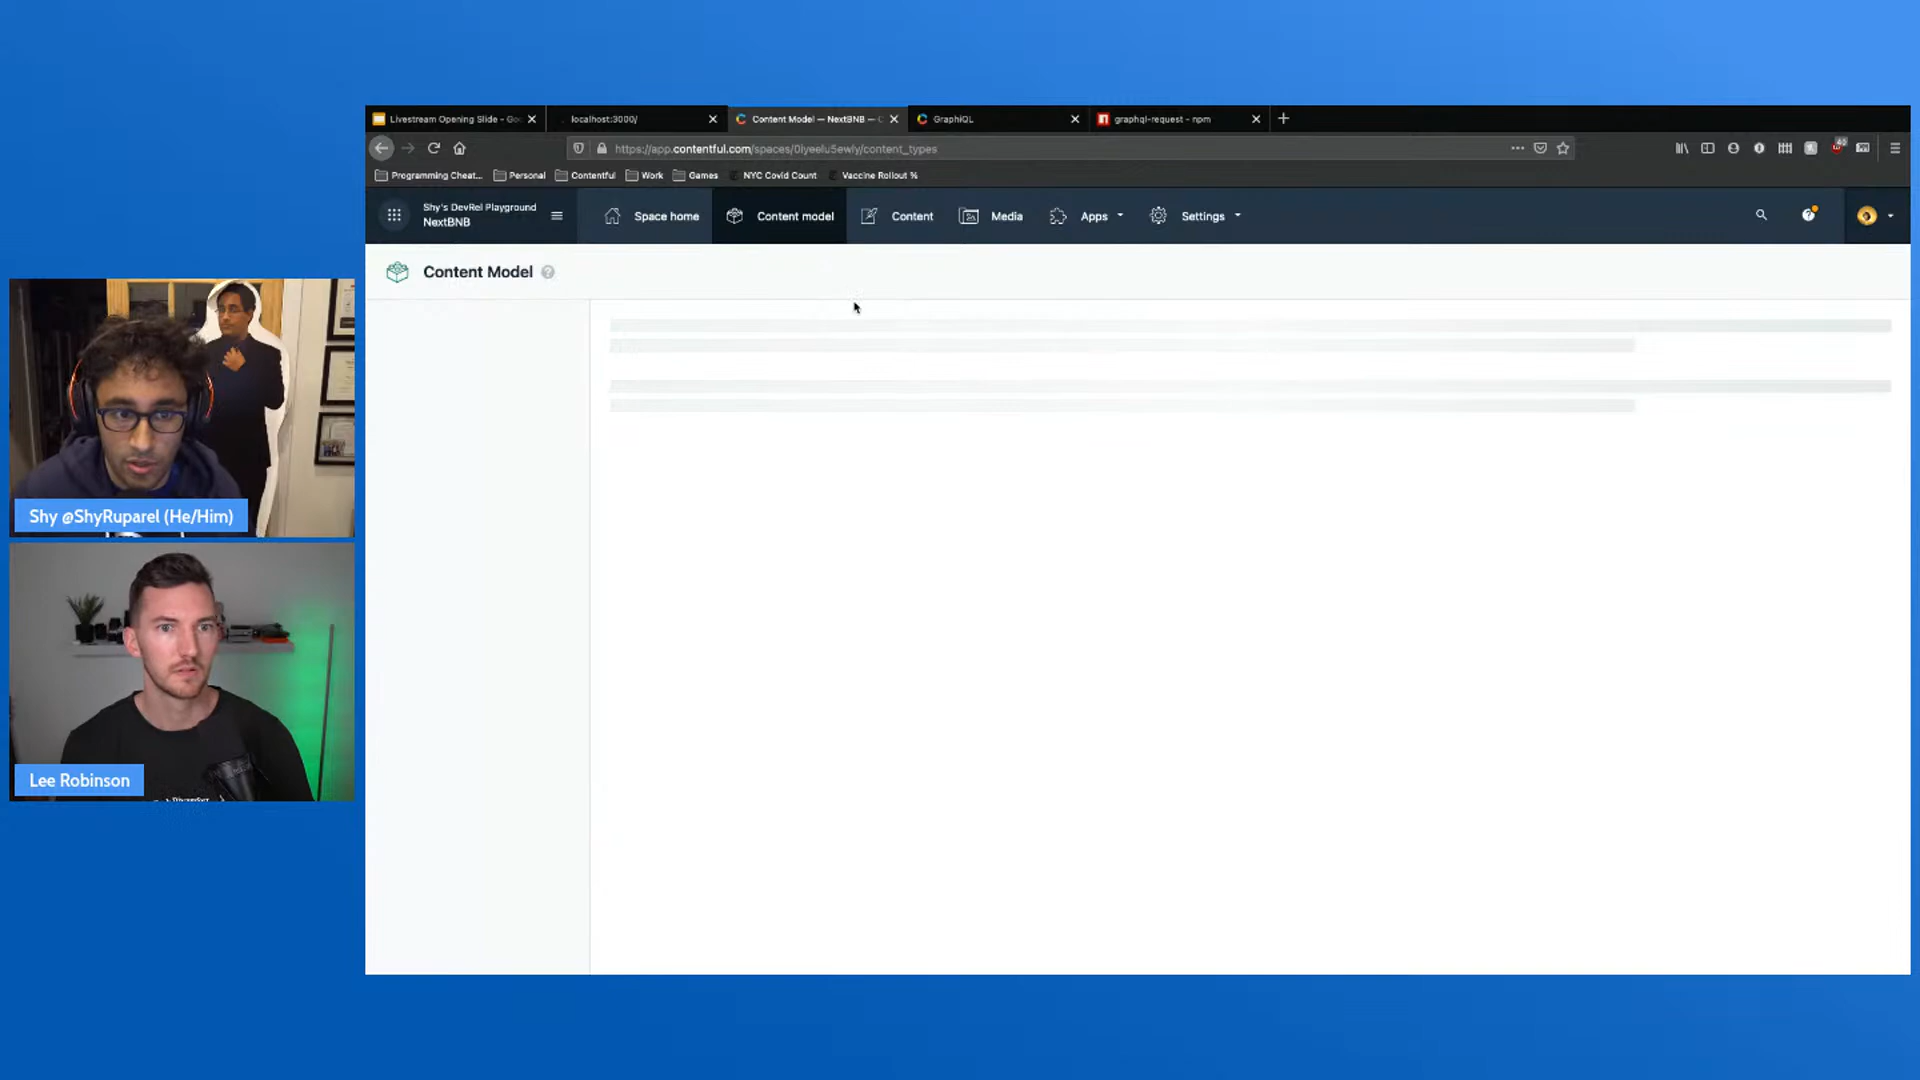 Livestream Opening Slide - Go
localhost:3000/
Content Model — NextBNB — C
GraphiQL
graphql-request - npm
https://app.contentful.com/spaces/0iyeelu5ewly/content_types
Programming Cheat...
Personal
Contentful
Work
Games
NYC Covid Count
Vaccine Rollout %
Shy's DevRel Playground
NextBNB
Space home
Content model
Content
Media
Apps
Settings
Content Model
Shy @ShyRuparel (He/Him)
Lee Robinson